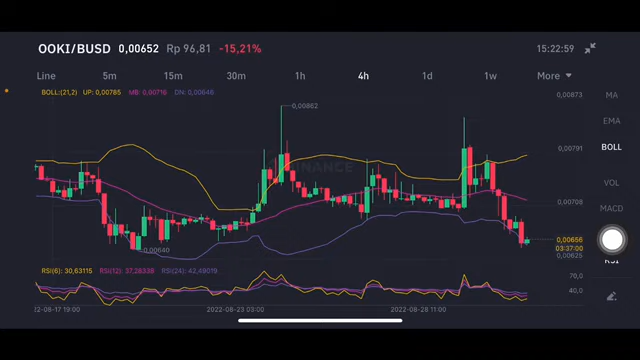 OOKI/BUSD 0,00652 Rp 96,81 -15,21% 15:22:59
Line 5m 15m 30m 1h 4h 1d 1w More
BOLL:(21,2) UP: 0,00785 MB: 0,00716 DN: 0,00646
0,00873
MA
0,00862
EMA
0,00791
BOLL
BINANCE
VOL
0,00708
MACD
0,00656
03:37:00
0,00640
0,00625
RSI
RSI(6): 30,63115 RSI(12): 37,28338 RSI(24): 42,49019
70,0
40,0
2022-08-17 19:00 2022-08-23 03:00 2022-08-28 11:00